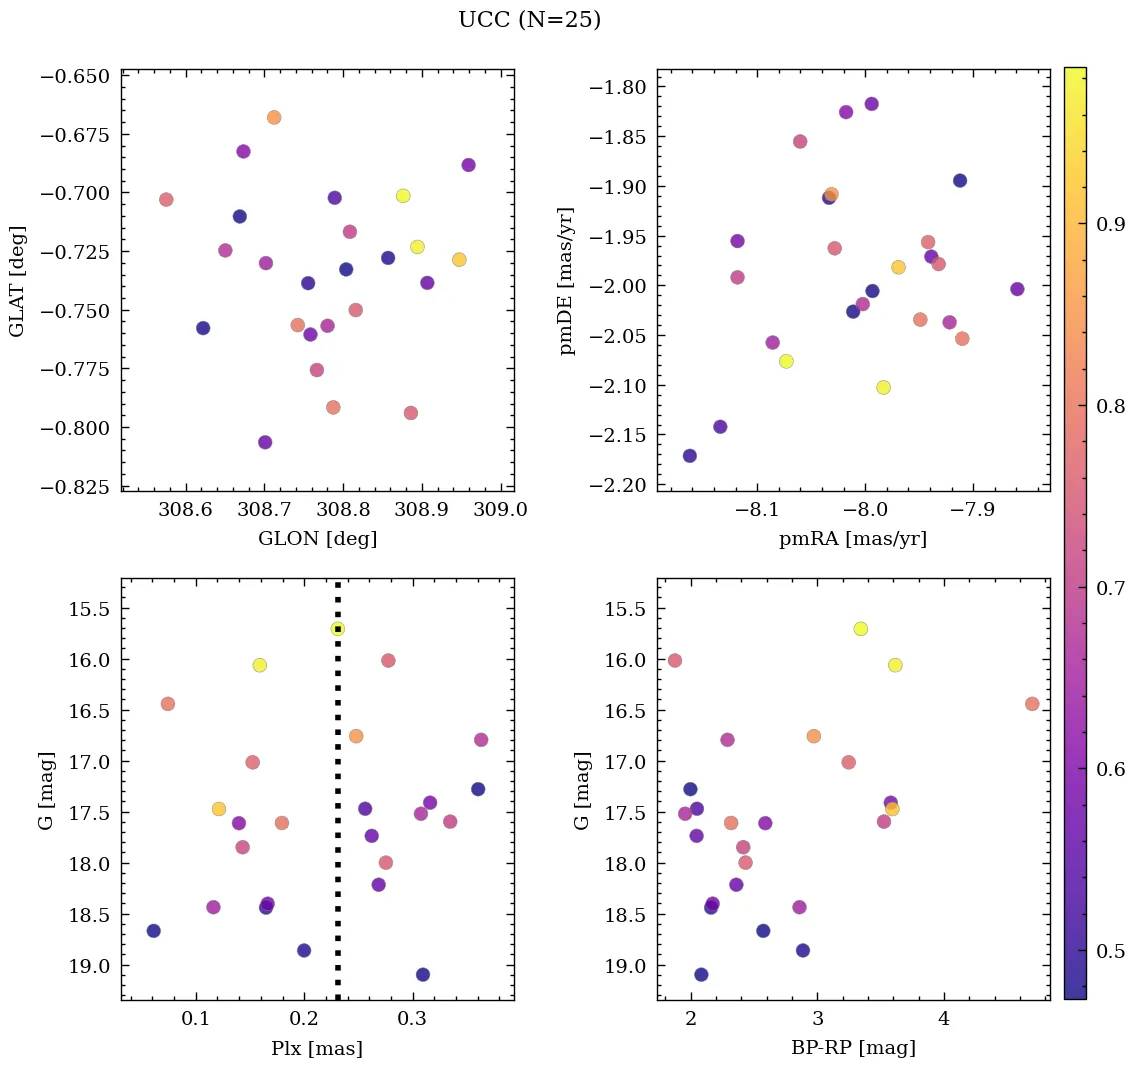 UCC (N=25)
−0.650
−0.675
−0.700
−0.725
−0.750
−0.775
−0.800
−0.825
GLAT [deg]
308.6 308.7 308.8 308.9 309.0
GLON [deg]
−1.80
−1.85
−1.90
−1.95
−2.00
−2.05
−2.10
−2.15
−2.20
pmDE [mas/yr]
−8.1 −8.0 −7.9
pmRA [mas/yr]
15.5
16.0
16.5
17.0
17.5
18.0
18.5
19.0
G [mag]
0.1 0.2 0.3
Plx [mas]
15.5
16.0
16.5
17.0
17.5
18.0
18.5
19.0
G [mag]
2 3 4
BP-RP [mag]
0.9
0.8
0.7
0.6
0.5